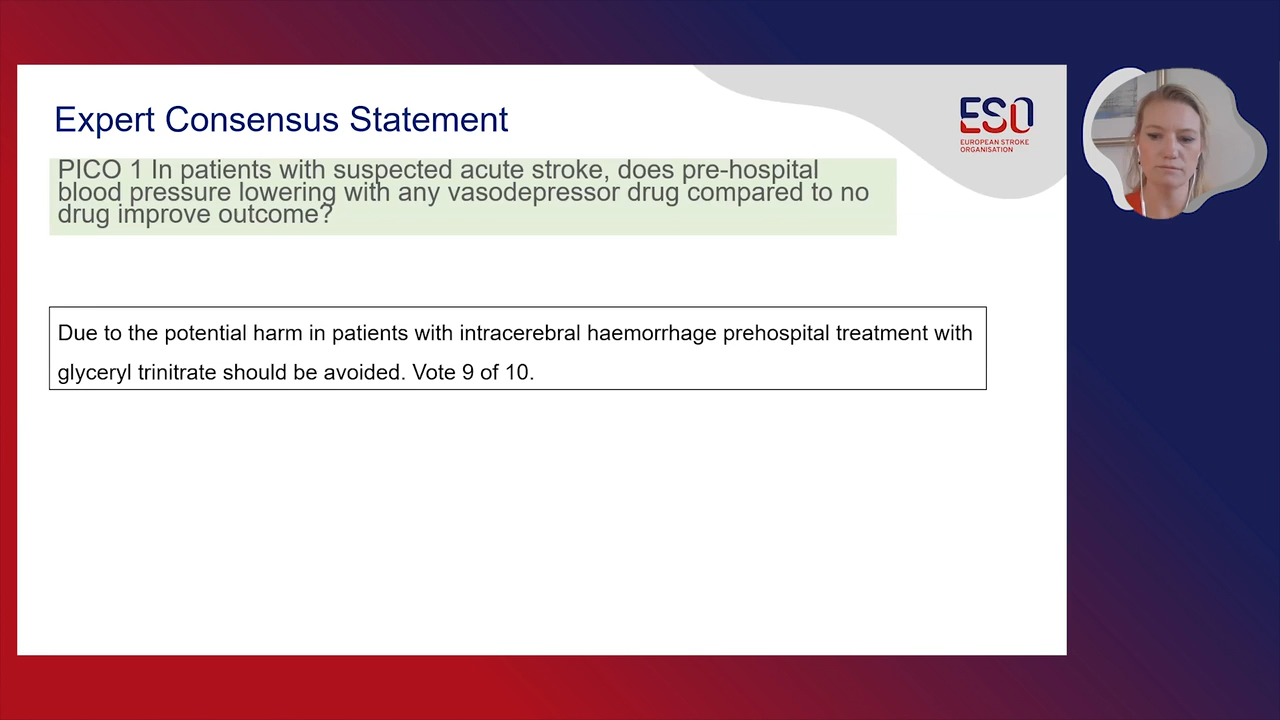 Expert Consensus Statement
ESO
EUROPEAN STROKE
ORGANISATION
PICO 1 In patients with suspected acute stroke, does pre-hospital
blood pressure lowering with any vasodepressor drug compared to no
drug improve outcome?
Due to the potential harm in patients with intracerebral haemorrhage prehospital treatment with
glyceryl trinitrate should be avoided. Vote 9 of 10.